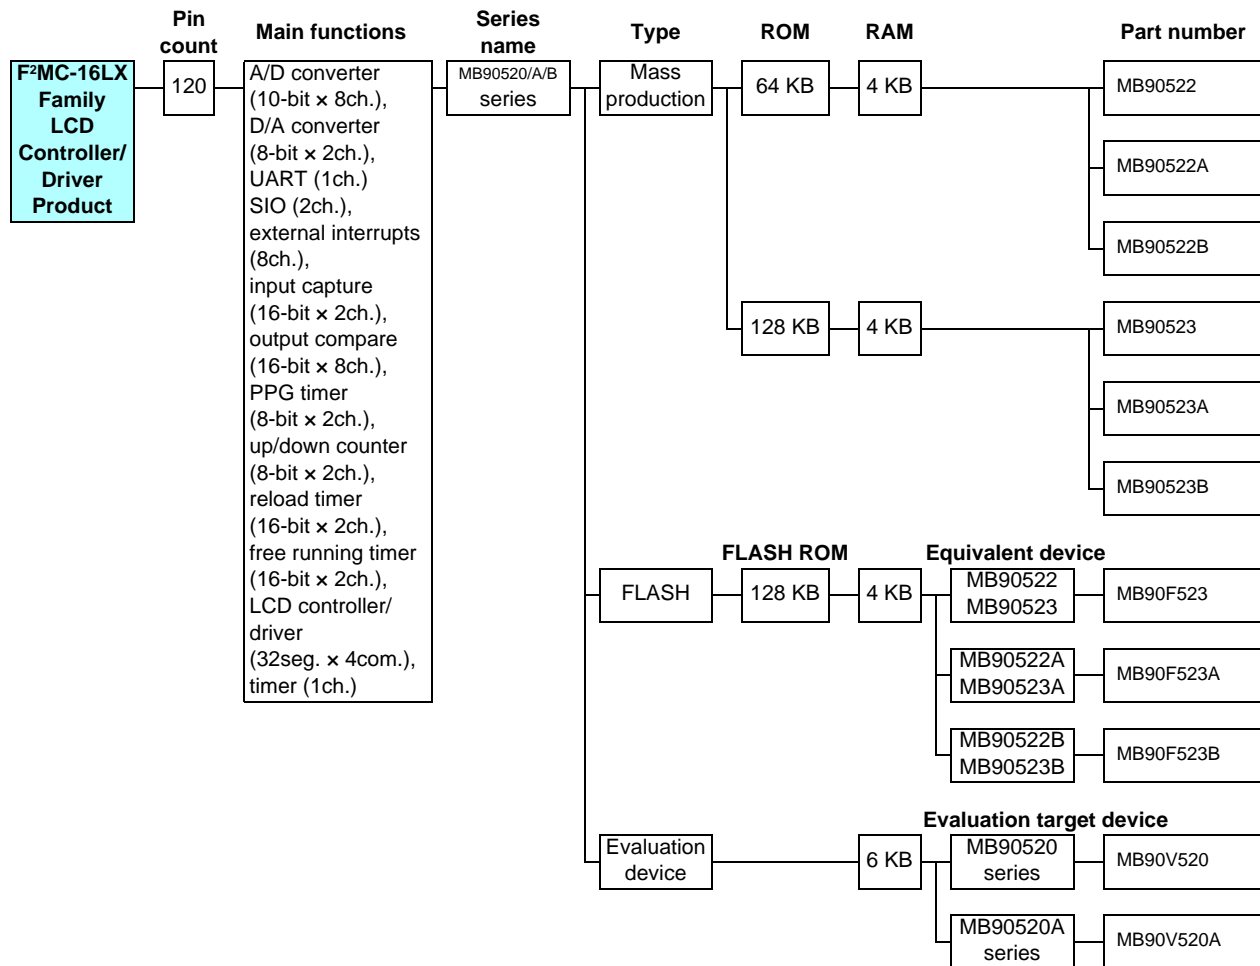 Pin
count
Main functions
Series
name
Type
ROM
RAM
Part number
F²MC-16LX
Family
LCD
Controller/
Driver
Product
120
A/D converter
(10-bit × 8ch.),
D/A converter
(8-bit × 2ch.),
UART (1ch.)
SIO (2ch.),
external interrupts
(8ch.),
input capture
(16-bit × 2ch.),
output compare
(16-bit × 8ch.),
PPG timer
(8-bit × 2ch.),
up/down counter
(8-bit × 2ch.),
reload timer
(16-bit × 2ch.),
free running timer
(16-bit × 2ch.),
LCD controller/
driver
(32seg. × 4com.),
timer (1ch.)
MB90520/A/B
series
Mass
production
64 KB
4 KB
MB90522
MB90522A
MB90522B
128 KB
4 KB
MB90523
MB90523A
MB90523B
FLASH ROM
Equivalent device
FLASH
128 KB
4 KB
MB90522
MB90523
MB90F523
MB90522A
MB90523A
MB90F523A
MB90522B
MB90523B
MB90F523B
Evaluation target device
Evaluation
device
6 KB
MB90520
series
MB90V520
MB90520A
series
MB90V520A